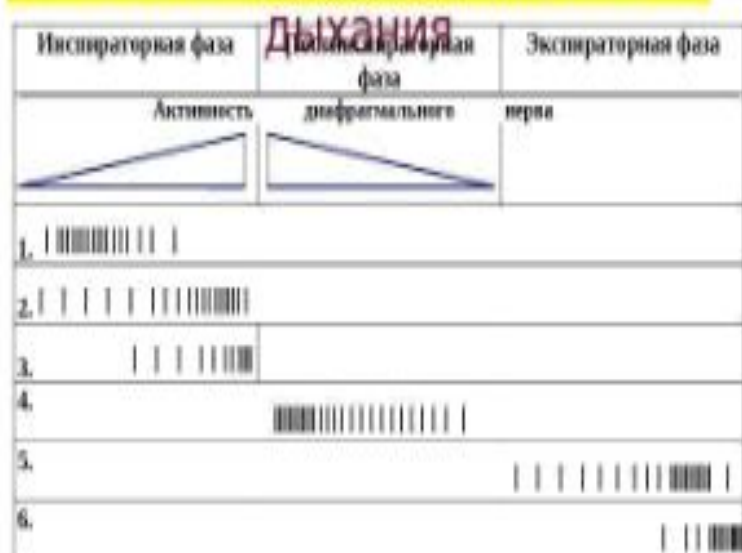 дыхания
Инспираторная фаза
фаза
Экспираторная фаза
Активность диафрагмального нерва
1.
2.
3.
4.
5.
6.